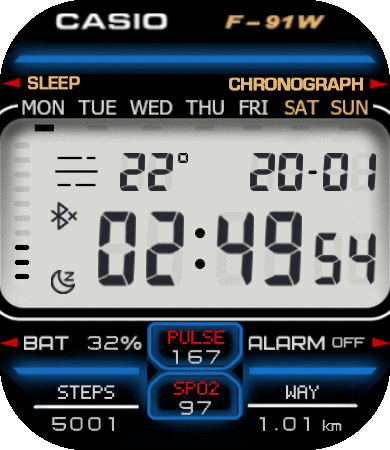 CASIO F-91W
SLEEP CHRONOGRAPH
MON TUE WED THU FRI SAT SUN
22° 20-01
02:49 54
BAT 32% PULSE 167 ALARM OFF
STEPS SPO2 WAY
5001 97 1.01 km